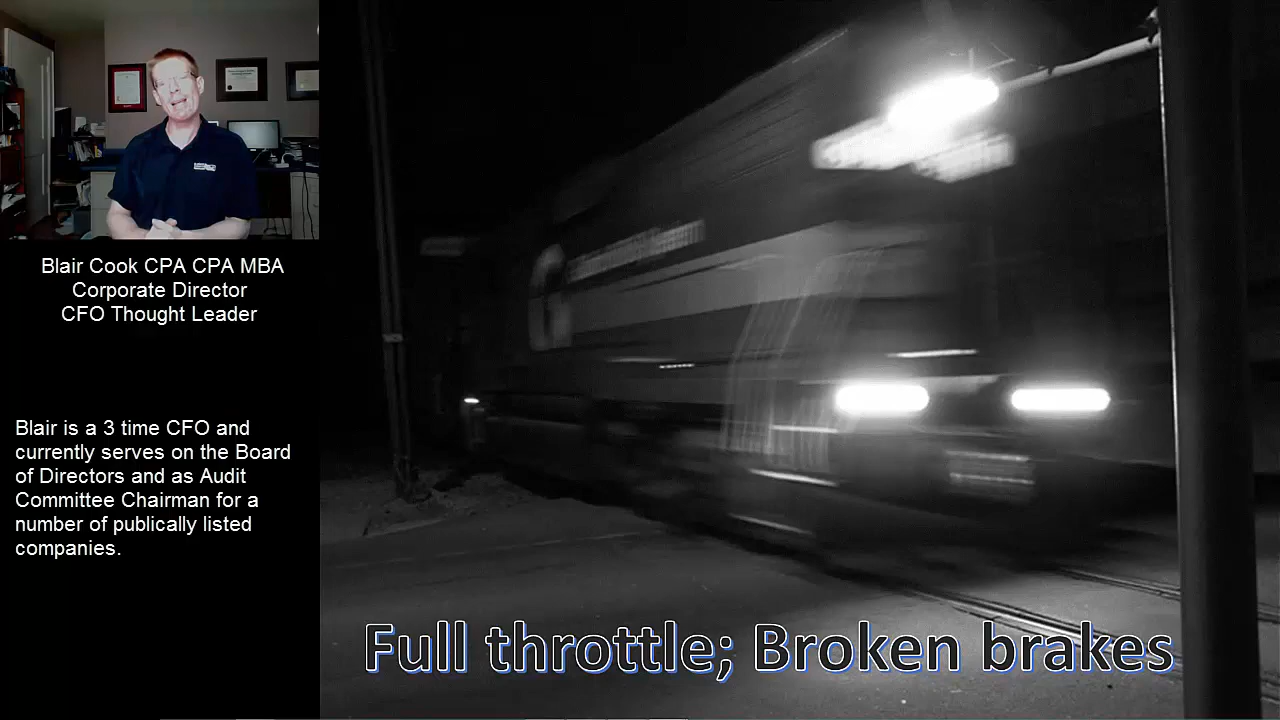 Blair Cook CPA CPA MBA
Corporate Director
CFO Thought Leader
Blair is a 3 time CFO and
currently serves on the Board
of Directors and as Audit
Committee Chairman for a
number of publically listed
companies.
Full throttle; Broken brakes